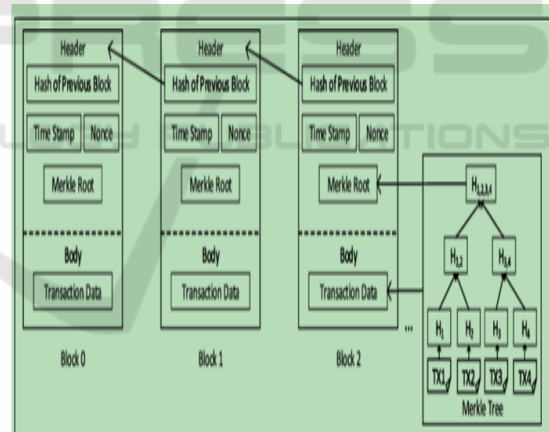 Header
Hash of Previous Block
Time Stamp
Nonce
Merkle Root
Body
Transaction Data
Block 0
Header
Hash of Previous Block
Time Stamp
Nonce
Merkle Root
Body
Transaction Data
Block 1
Header
Hash of Previous Block
Time Stamp
Nonce
Merkle Root
Body
Transaction Data
Block 2
...
H1,2,3,4
H1,2
H3,4
H1
H2
H3
H4
TX1
TX2
TX3
TX4
Merkle Tree